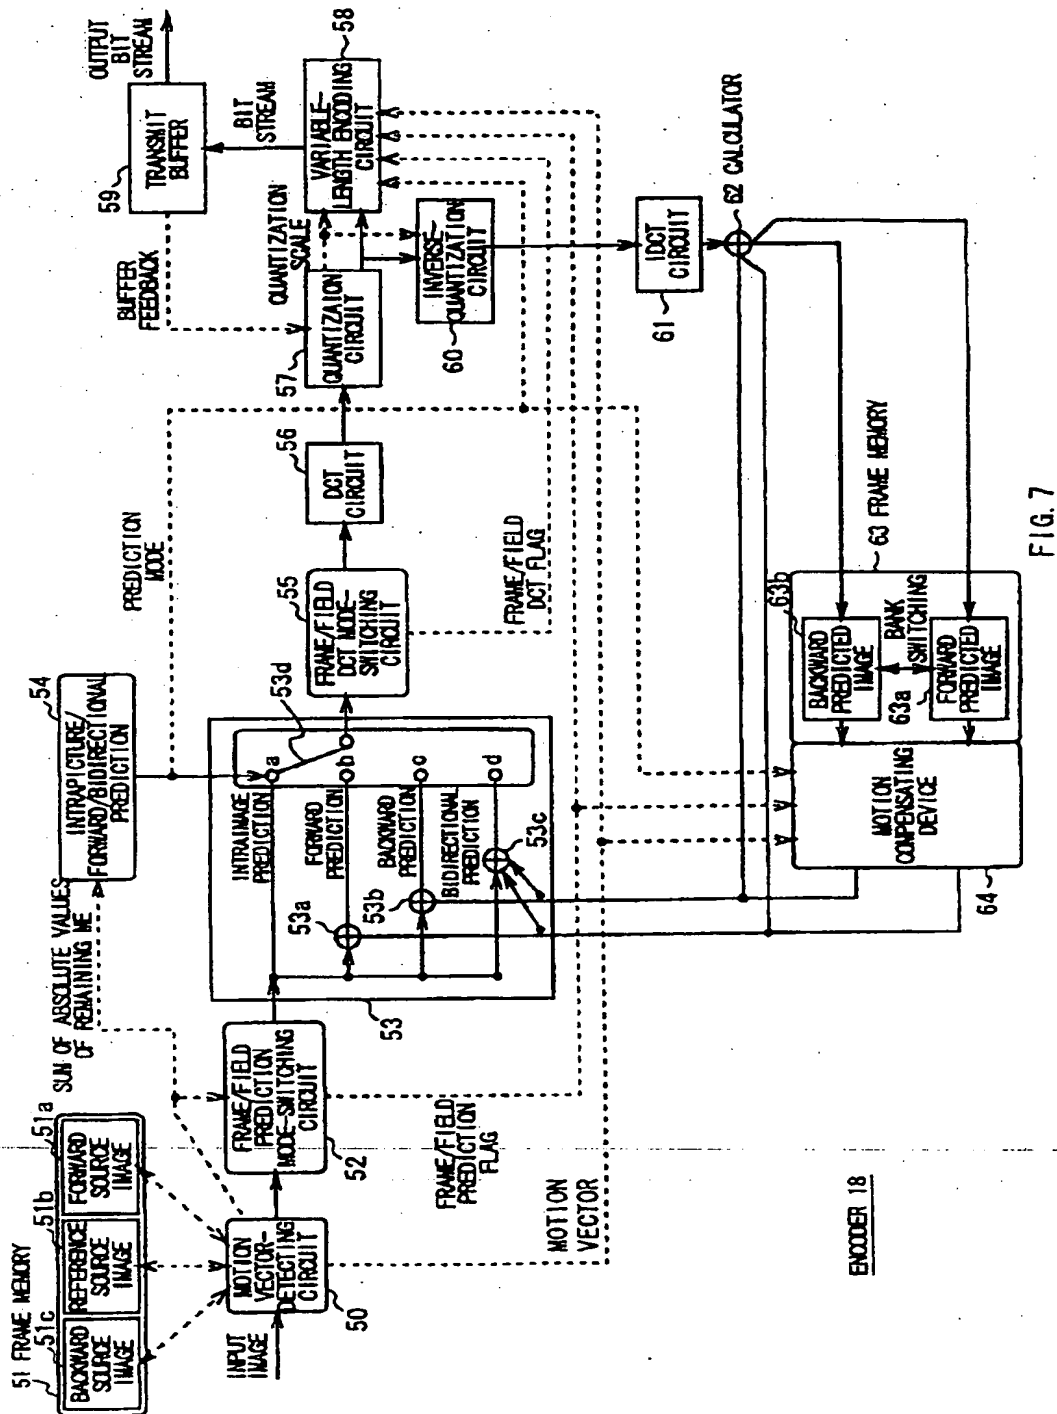 51 FRAME MEMORY
51c
51b
51a
BACKWARD
SOURCE
IMAGE
REFERENCE
SOURCE
IMAGE
FORWARD
SOURCE
IMAGE
SUM OF ABSOLUTE VALUES
OF REMAINING ME
INPUT
IMAGE
MOTION
VECTOR-
DETECTING
CIRCUIT
50
FRAME/FIELD
PREDICTION
MODE-SWITCHING
CIRCUIT
52
FRAME/FIELD
PREDICTION
FLAG
MOTION
VECTOR
54
INTRAPICTURE/
FORWARD/BIDIRECTIONAL
PREDICTION
PREDICTION
MODE
53
INTRAIMAGE
PREDICTION
FORWARD
PREDICTION
BACKWARD
PREDICTION
BIDIRECTIONAL
PREDICTION
53a
53b
53c
53d
a
b
c
d
55
FRAME/FIELD
DCT MODE-
SWITCHING
CIRCUIT
FRAME/FIELD
DCT FLAG
56
DCT
CIRCUIT
57
QUANTIZAION
CIRCUIT
BUFFER
FEEDBACK
QUANTIZATION
SCALE
58
VARIABLE-
LENGTH ENCODING
CIRCUIT
BIT
STREAM
59
TRANSMIT
BUFFER
OUTPUT
BIT
STREAM
60
INVERSE-
QUANTIZATION
CIRCUIT
61
IDCT
CIRCUIT
62 CALCULATOR
63 FRAME MEMORY
63b
BACKWARD
PREDICTED
IMAGE
BANK
SWITCHING
63a
FORWARD
PREDICTED
IMAGE
MOTION
COMPENSATING
DEVICE
64
ENCODER 18
FIG. 7